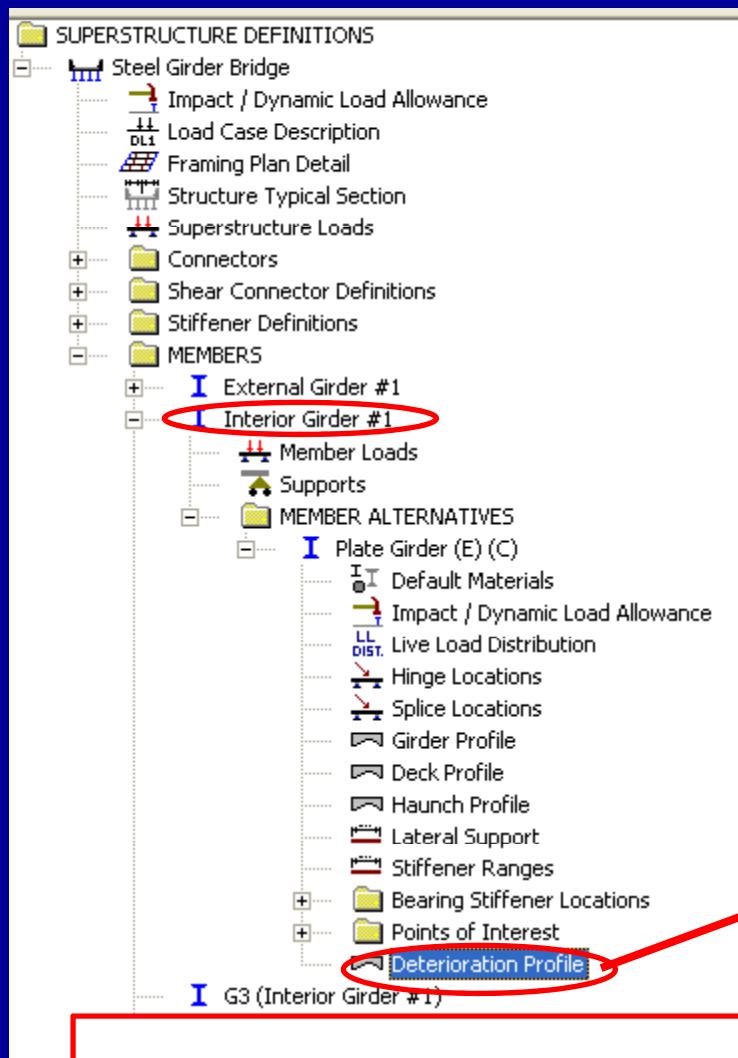 SUPERSTRUCTURE DEFINITIONS
Steel Girder Bridge
Impact / Dynamic Load Allowance
DL1 Load Case Description
Framing Plan Detail
Structure Typical Section
Superstructure Loads
Connectors
Shear Connector Definitions
Stiffener Definitions
MEMBERS
External Girder #1
Interior Girder #1
Member Loads
Supports
MEMBER ALTERNATIVES
Plate Girder (E) (C)
Default Materials
Impact / Dynamic Load Allowance
LL DIST. Live Load Distribution
Hinge Locations
Splice Locations
Girder Profile
Deck Profile
Haunch Profile
Lateral Support
Stiffener Ranges
Bearing Stiffener Locations
Points of Interest
Deterioration Profile
G3 (Interior Girder #1)